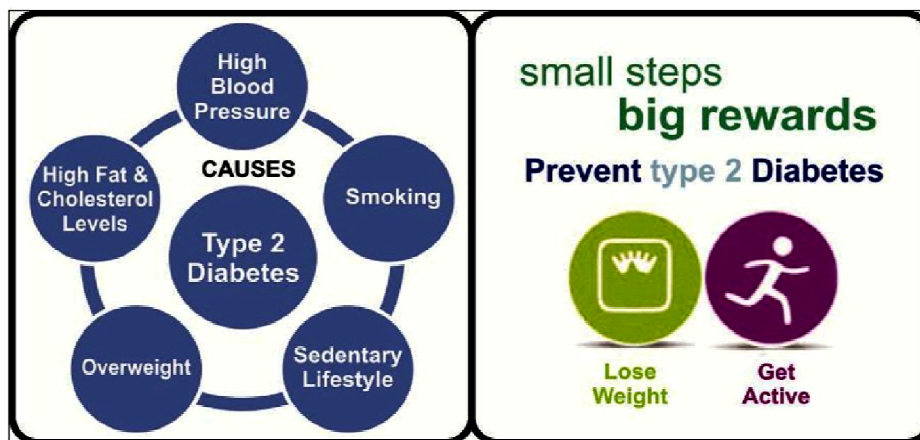 High
Blood
Pressure
CAUSES
High Fat &
Cholesterol
Levels
Smoking
Type 2
Diabetes
Overweight
Sedentary
Lifestyle
small steps
big rewards
Prevent type 2 Diabetes
Lose
Weight
Get
Active